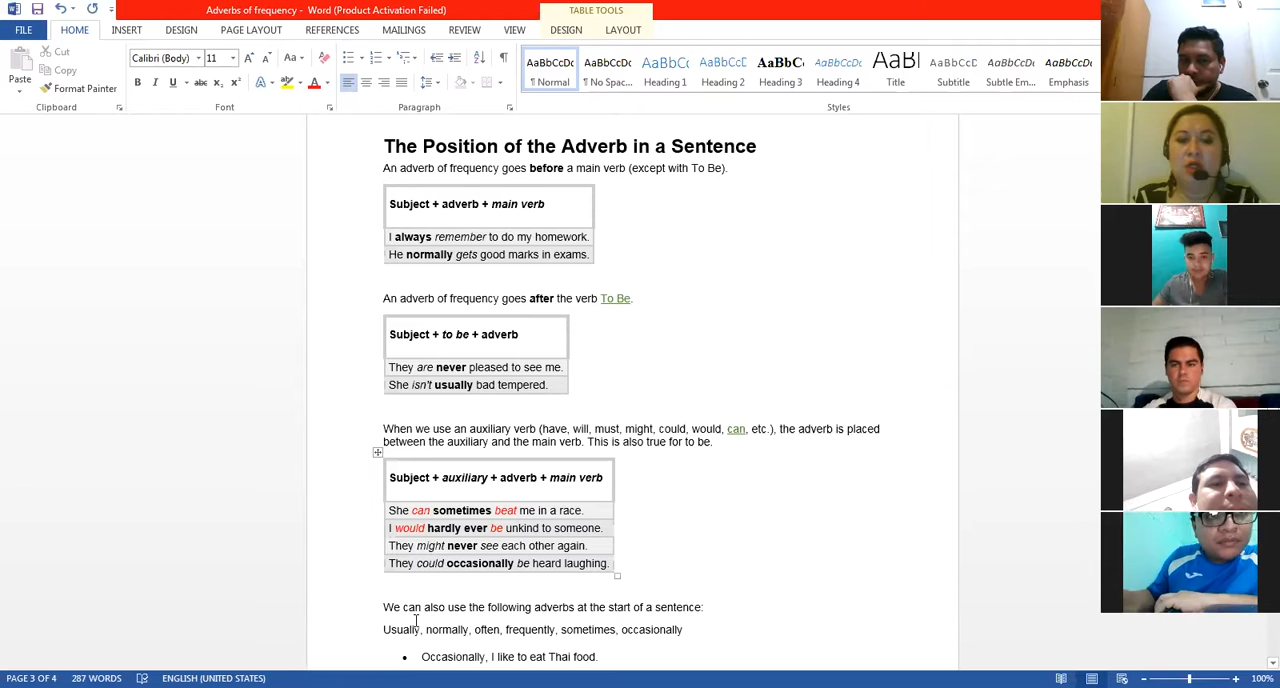 Adverbs of frequency - Word (Product Activation Failed)
TABLE TOOLS
FILE HOME INSERT DESIGN PAGE LAYOUT REFERENCES MAILINGS REVIEW VIEW DESIGN LAYOUT
Cut
Copy
Paste
Format Painter
Calibri (Body) 11
Aa
B I U abc x₂ x² A A
AaBbCcDc AaBbCcDc AaBbCc AaBbCcD AaBbCc AaBbCcDc AaBl AaBbCcD AaBbCcDc AaBbCcDc
¶ Normal ¶ No Spac... Heading 1 Heading 2 Heading 3 Heading 4 Title Subtitle Subtle Em... Emphasis
Clipboard Font Paragraph Styles
The Position of the Adverb in a Sentence
An adverb of frequency goes before a main verb (except with To Be).
Subject + adverb + main verb
I always remember to do my homework.
He normally gets good marks in exams.
An adverb of frequency goes after the verb To Be.
Subject + to be + adverb
They are never pleased to see me.
She isn't usually bad tempered.
When we use an auxiliary verb (have, will, must, might, could, would, can, etc.), the adverb is placed
between the auxiliary and the main verb. This is also true for to be.
Subject + auxiliary + adverb + main verb
She can sometimes beat me in a race.
I would hardly ever be unkind to someone.
They might never see each other again.
They could occasionally be heard laughing.
We can also use the following adverbs at the start of a sentence:
Usually, normally, often, frequently, sometimes, occasionally
• Occasionally, I like to eat Thai food.
PAGE 3 OF 4 287 WORDS ENGLISH (UNITED STATES) 100%